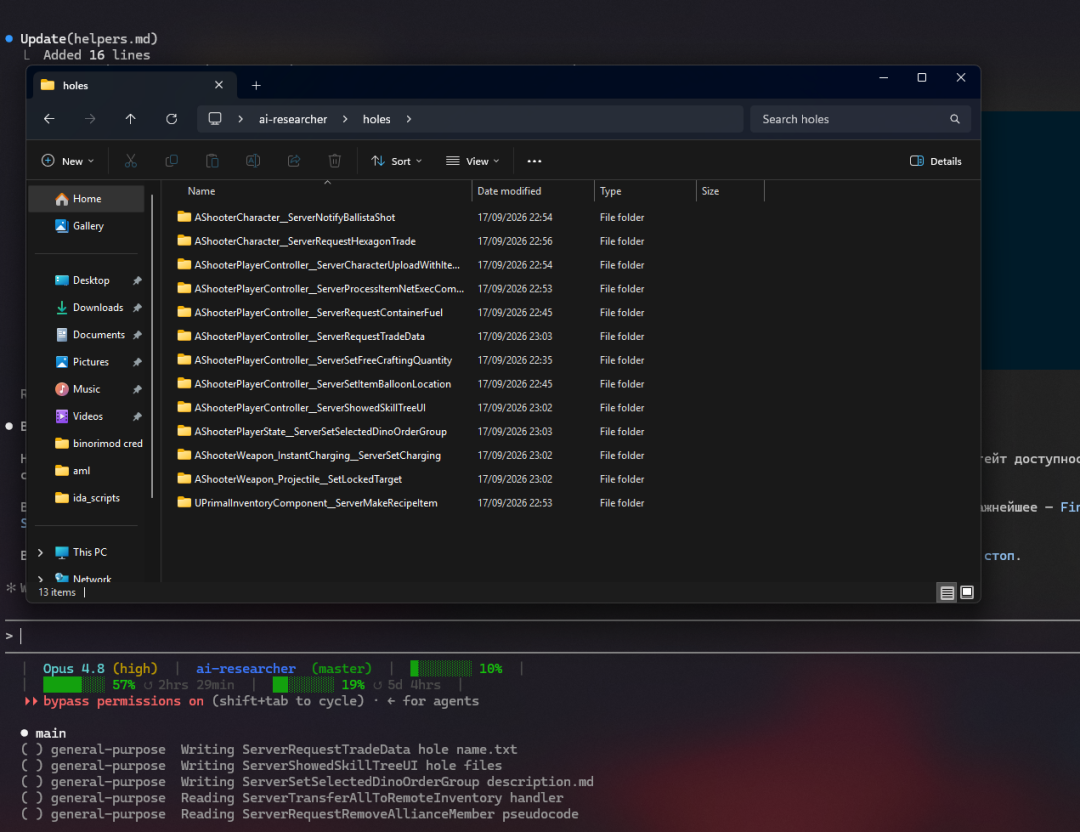 Update(helpers.md)
Added 16 lines
holes
ai-researcher > holes >
Search holes
New
Sort
View
Details
Home
Gallery
Desktop
Downloads
Documents
Pictures
Music
Videos
binorimod cred
aml
ida_scripts
This PC
Network
Name Date modified Type Size
AShooterCharacter__ServerNotifyBallistaShot 17/09/2026 22:54 File folder
AShooterCharacter__ServerRequestHexagonTrade 17/09/2026 22:56 File folder
AShooterPlayerController__ServerCharacterUploadWithIte... 17/09/2026 22:54 File folder
AShooterPlayerController__ServerProcessItemNetExecCom... 17/09/2026 22:53 File folder
AShooterPlayerController__ServerRequestContainerFuel 17/09/2026 22:45 File folder
AShooterPlayerController__ServerRequestTradeData 17/09/2026 23:03 File folder
AShooterPlayerController__ServerSetFreeCraftingQuantity 17/09/2026 22:35 File folder
AShooterPlayerController__ServerSetItemBalloonLocation 17/09/2026 22:45 File folder
AShooterPlayerController__ServerShowedSkillTreeUI 17/09/2026 23:02 File folder
AShooterPlayerState__ServerSetSelectedDinoOrderGroup 17/09/2026 23:03 File folder
AShooterWeapon_InstantCharging__ServerSetCharging 17/09/2026 23:02 File folder
AShooterWeapon_Projectile__SetLockedTarget 17/09/2026 23:02 File folder
UPrimalInventoryComponent__ServerMakeRecipeItem 17/09/2026 22:53 File folder
13 items
гейт доступнос
ажнейшее — Fin
стоп.
>
Opus 4.8 (high) | ai-researcher (master) | 10% |
57% ↺ 2hrs 29min | 19% ↺ 5d 4hrs |
bypass permissions on (shift+tab to cycle) · ← for agents
main
( ) general-purpose Writing ServerRequestTradeData hole name.txt
( ) general-purpose Writing ServerShowedSkillTreeUI hole files
( ) general-purpose Writing ServerSetSelectedDinoOrderGroup description.md
( ) general-purpose Reading ServerTransferAllToRemoteInventory handler
( ) general-purpose Reading ServerRequestRemoveAllianceMember pseudocode